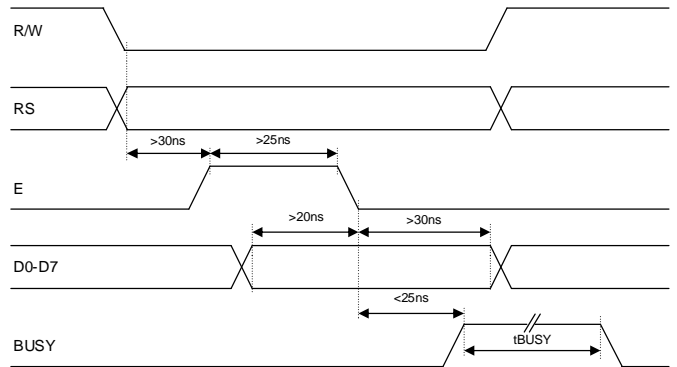 R/W
RS
>30ns >25ns
E
>20ns >30ns
D0-D7
<25ns
BUSY tBUSY